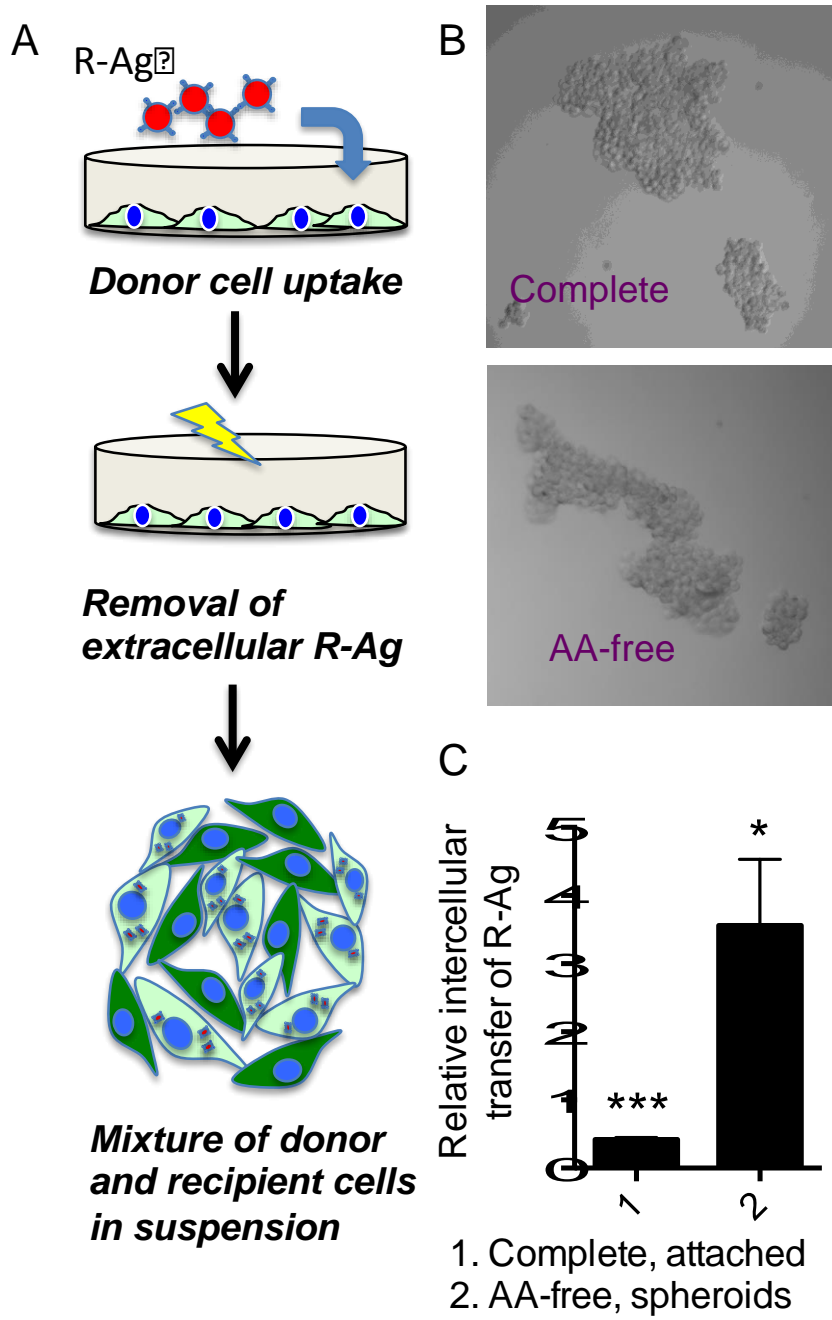 A
R-Ag⍰
Donor cell uptake
Removal of
extracellular R-Ag
Mixture of donor
and recipient cells
in suspension
B
Complete
AA-free
C
Relative intercellular
transfer of R-Ag
5
4
3
2
1
0
***
*
1
2
1. Complete, attached
2. AA-free, spheroids